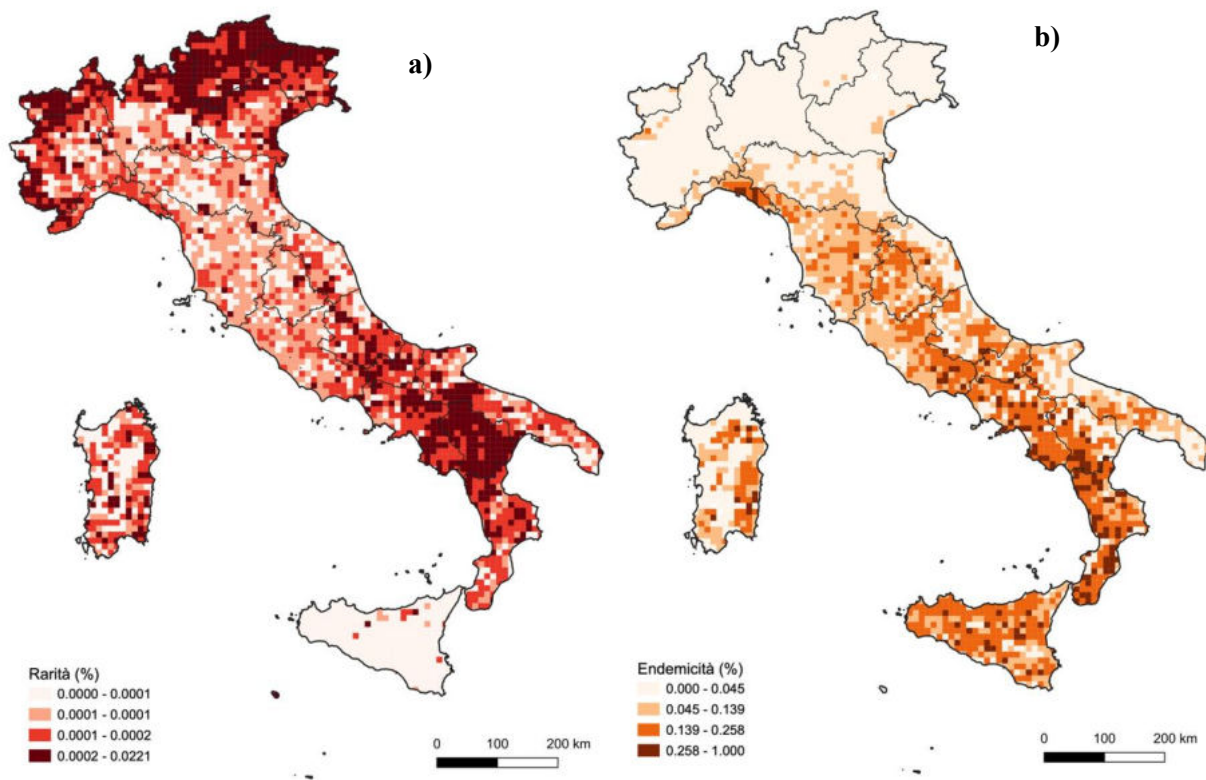 a)
Rarità (%)
0.0000 - 0.0001
0.0001 - 0.0001
0.0001 - 0.0002
0.0002 - 0.0221
0 100 200 km
b)
Endemicità (%)
0.000 - 0.045
0.045 - 0.139
0.139 - 0.258
0.258 - 1.000
0 100 200 km